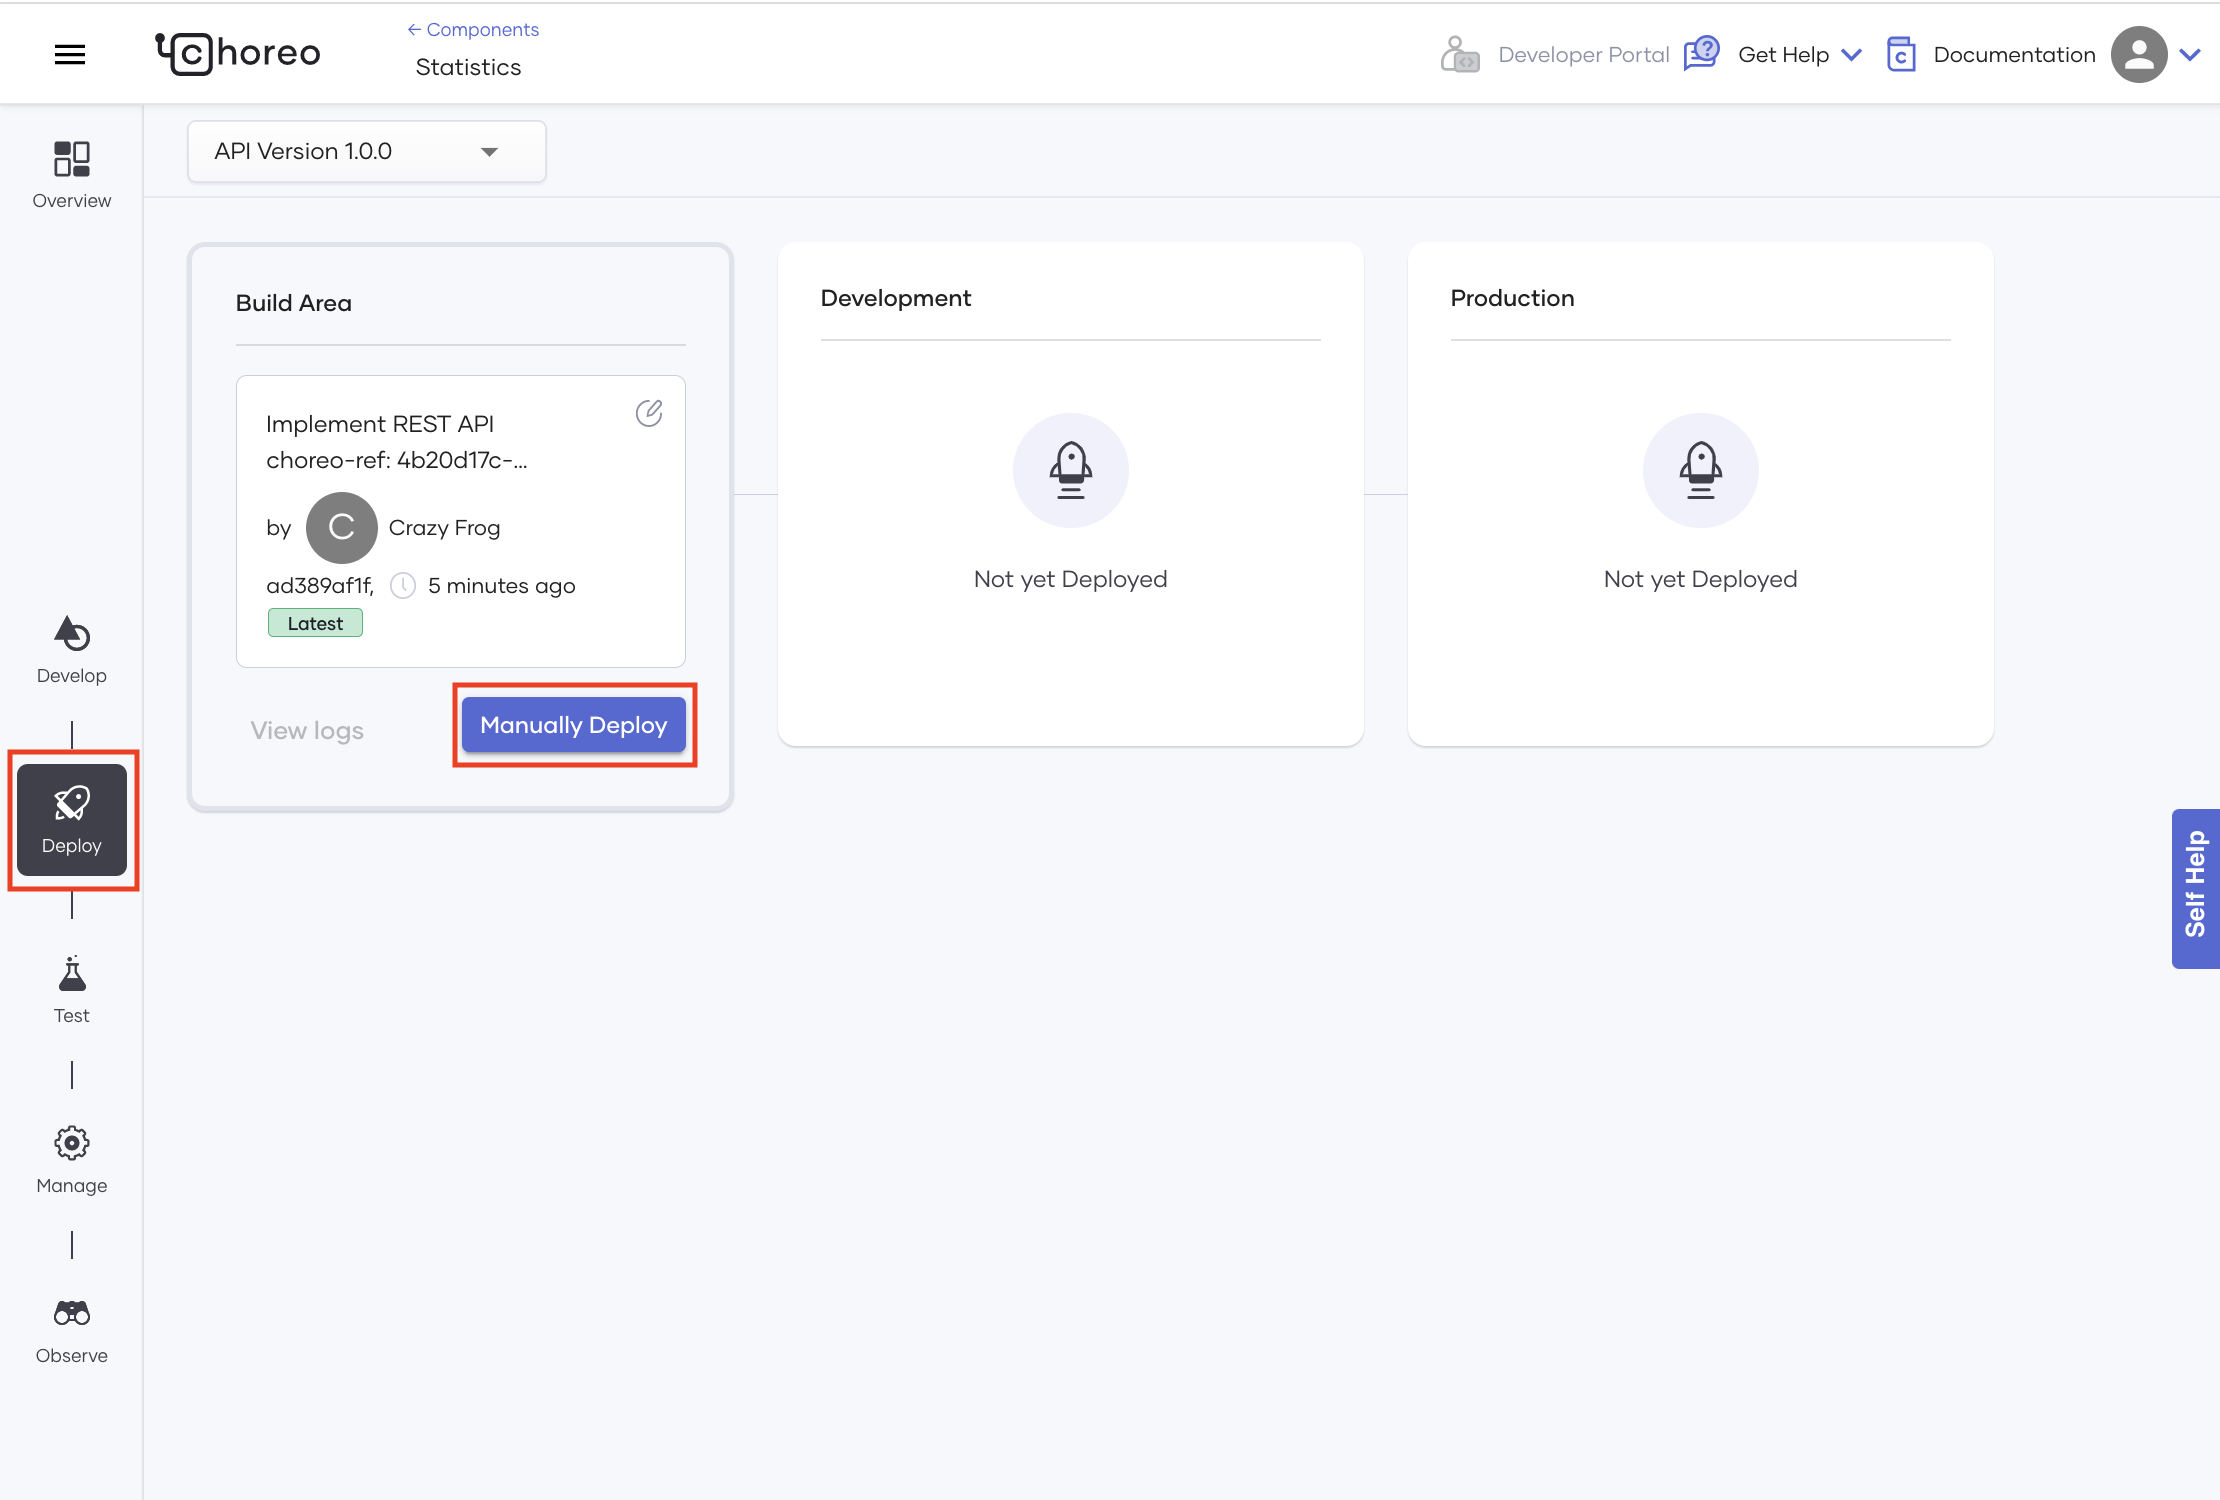 choreo
← Components
Statistics
Developer Portal
Get Help
Documentation
API Version 1.0.0
Overview
Develop
Deploy
Test
Manage
Observe
Build Area
Implement REST API
choreo-ref: 4b20d17c-...
by C Crazy Frog
ad389af1f, 5 minutes ago
Latest
View logs
Manually Deploy
Development
Not yet Deployed
Production
Not yet Deployed
Self Help